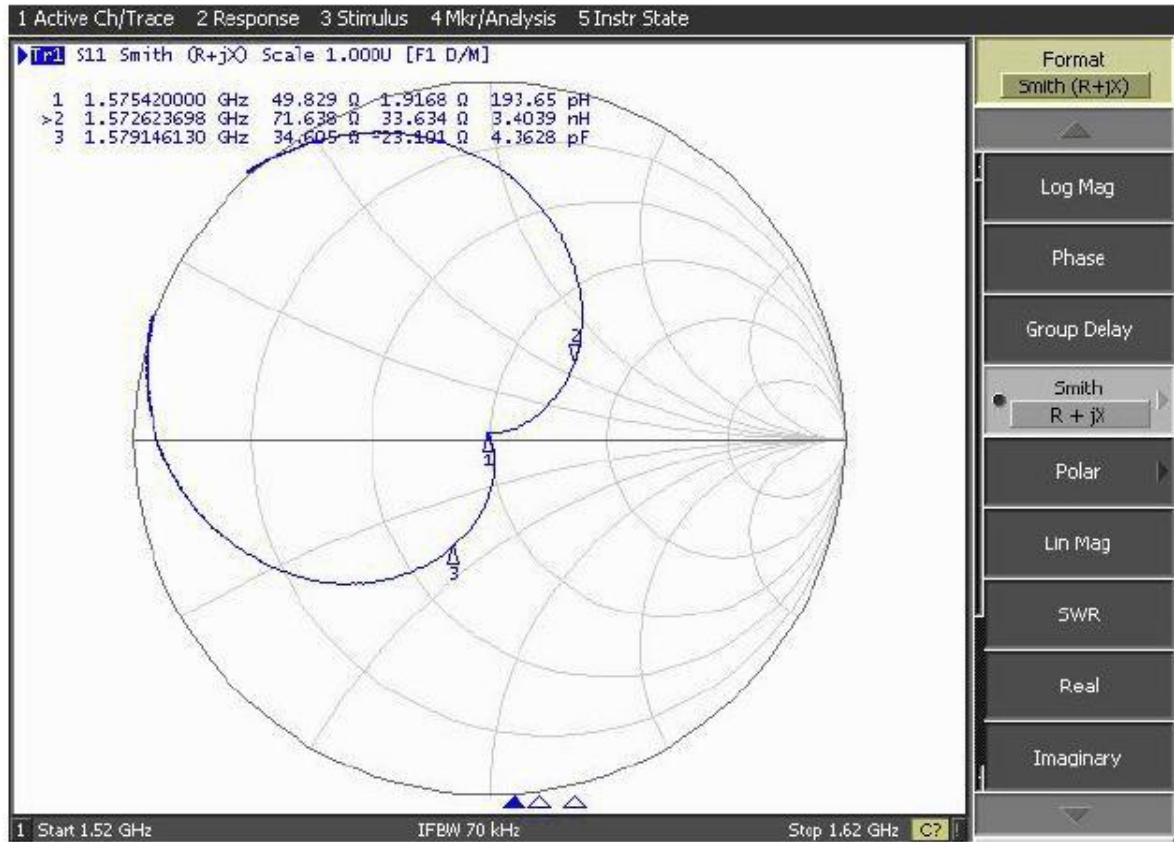 1 Active Ch/Trace 2 Response 3 Stimulus 4 Mkr/Analysis 5 Instr State
Tr1 S11 Smith (R+jX) Scale 1.000U [F1 D/M]
1 1.575420000 GHz 49.829 Ω 1.9168 Ω 193.65 pH
>2 1.572623698 GHz 71.638 Ω 33.634 Ω 3.4039 nH
3 1.579146130 GHz 34.605 Ω -23.101 Ω 4.3628 pF
2
1
3
1 Start 1.52 GHz IFBW 70 kHz Stop 1.62 GHz C? !
Format
Smith (R+jX)
Log Mag
Phase
Group Delay
Smith
R + jX
Polar
Lin Mag
SWR
Real
Imaginary